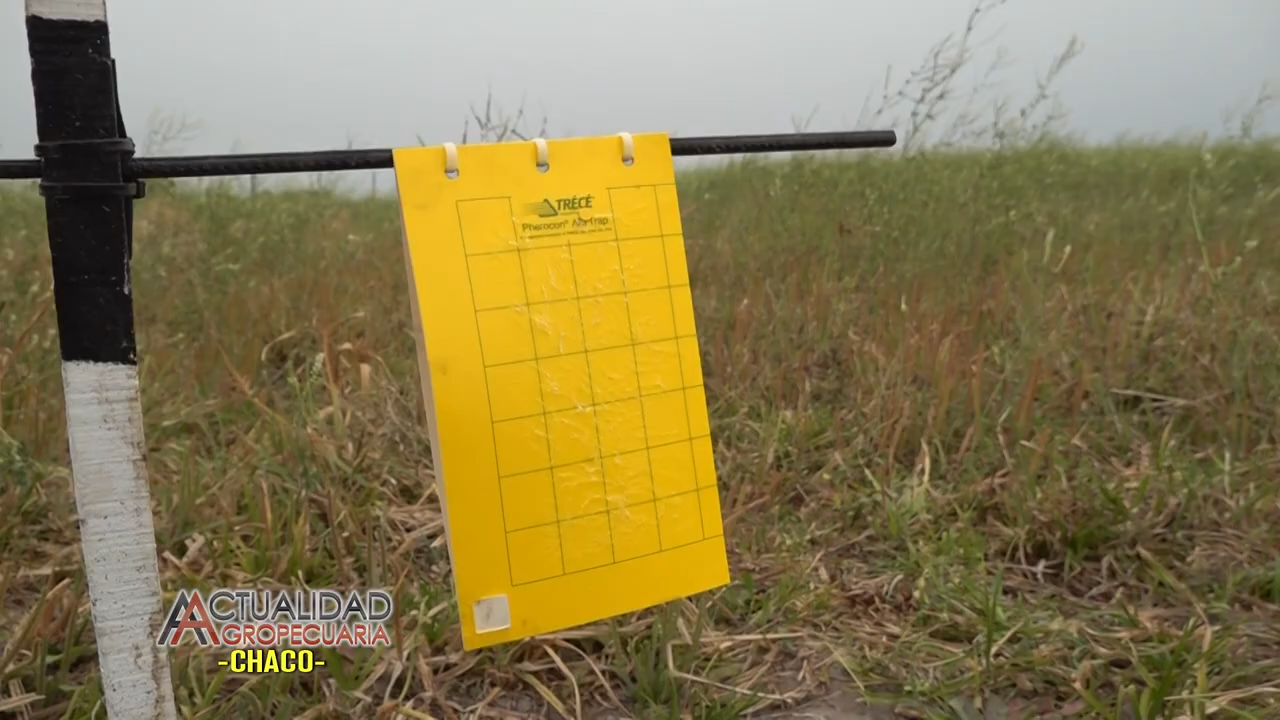 TRÉCÉ
Pherocon® AM Trap
ACTUALIDAD
AGROPECUARIA
-CHACO-